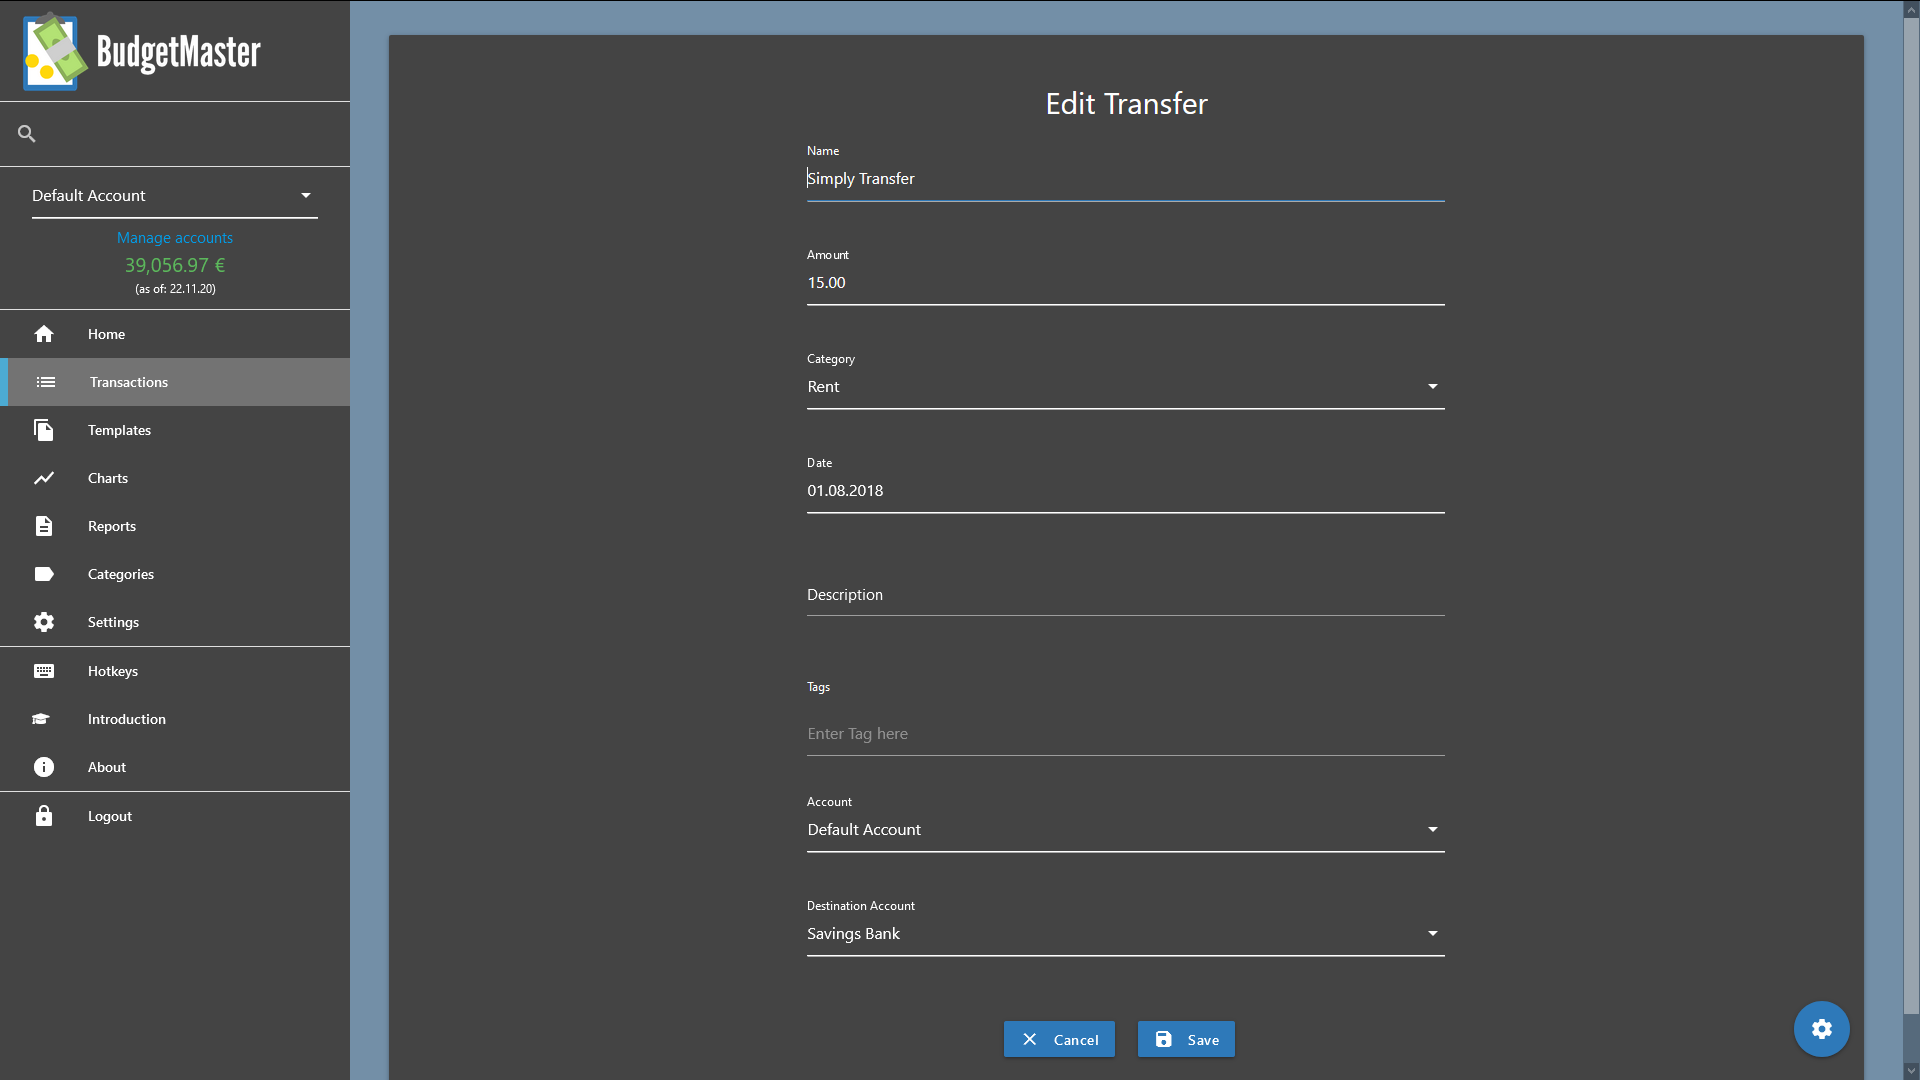 BudgetMaster
Default Account
Manage accounts
39,056.97 €
(as of: 22.11.20)
Home
Transactions
Templates
Charts
Reports
Categories
Settings
Hotkeys
Introduction
About
Logout
Edit Transfer
Name
Simply Transfer
Amount
15.00
Category
Rent
Date
01.08.2018
Description
Tags
Enter Tag here
Account
Default Account
Destination Account
Savings Bank
Cancel
Save